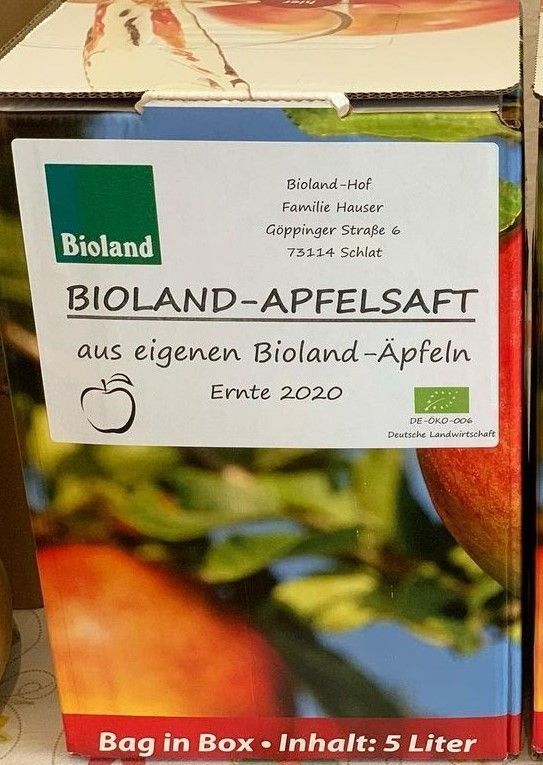 hier
Bioland
Bioland-Hof
Familie Hauser
Göppinger Straße 6
73114 Schlat
BIOLAND-APFELSAFT
aus eigenen Bioland-Äpfeln
Ernte 2020
DE-ÖKO-006
Deutsche Landwirtschaft
Bag in Box • Inhalt: 5 Liter